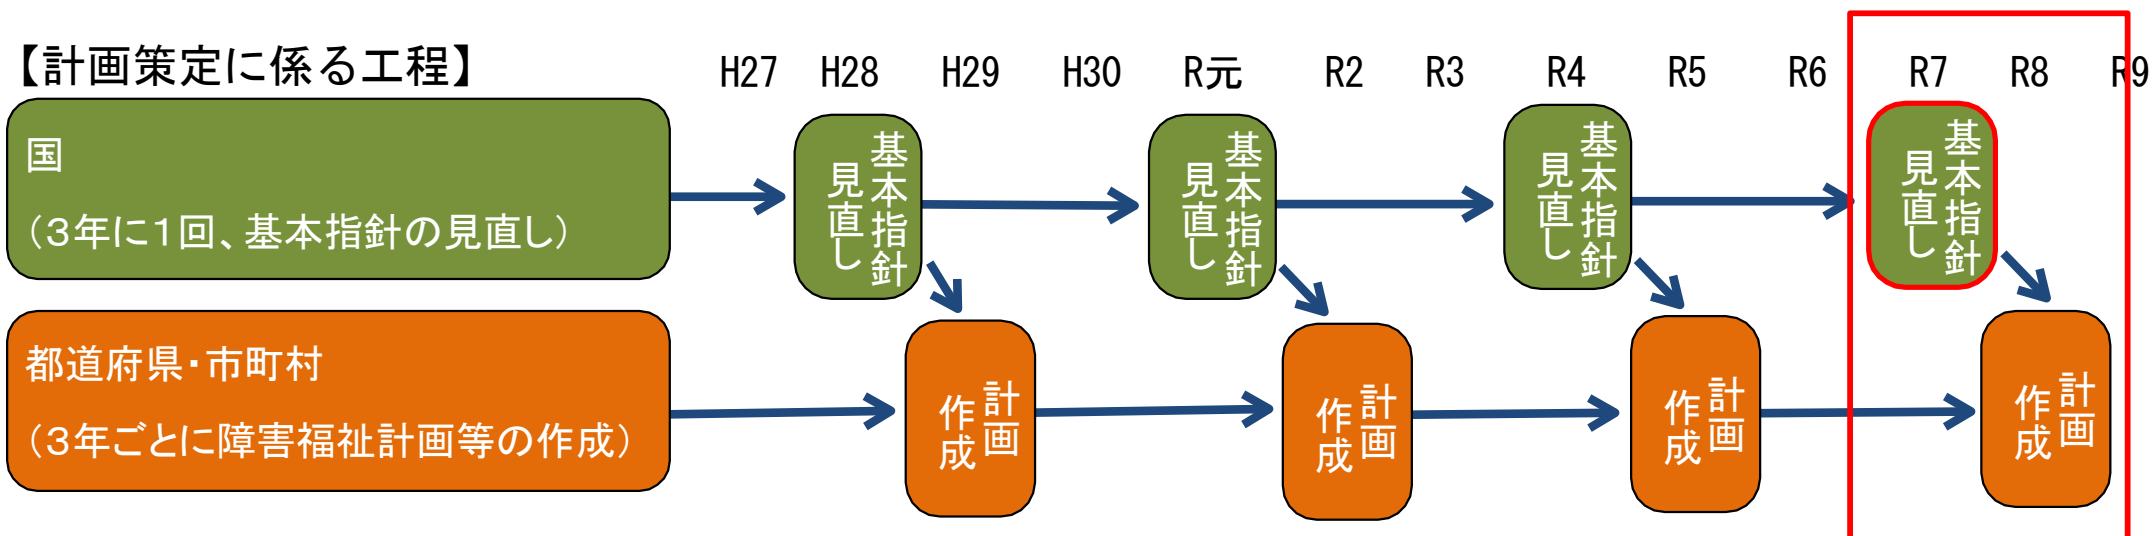 【計画策定に係る工程】
H27 H28 H29 H30 R元 R2 R3 R4 R5 R6 R7 R8 R9
国
（３年に１回、基本指針の見直し）
基本指針
見直し
基本指針
見直し
基本指針
見直し
基本指針
見直し
都道府県・市町村
（３年ごとに障害福祉計画等の作成）
計画
作成
計画
作成
計画
作成
計画
作成